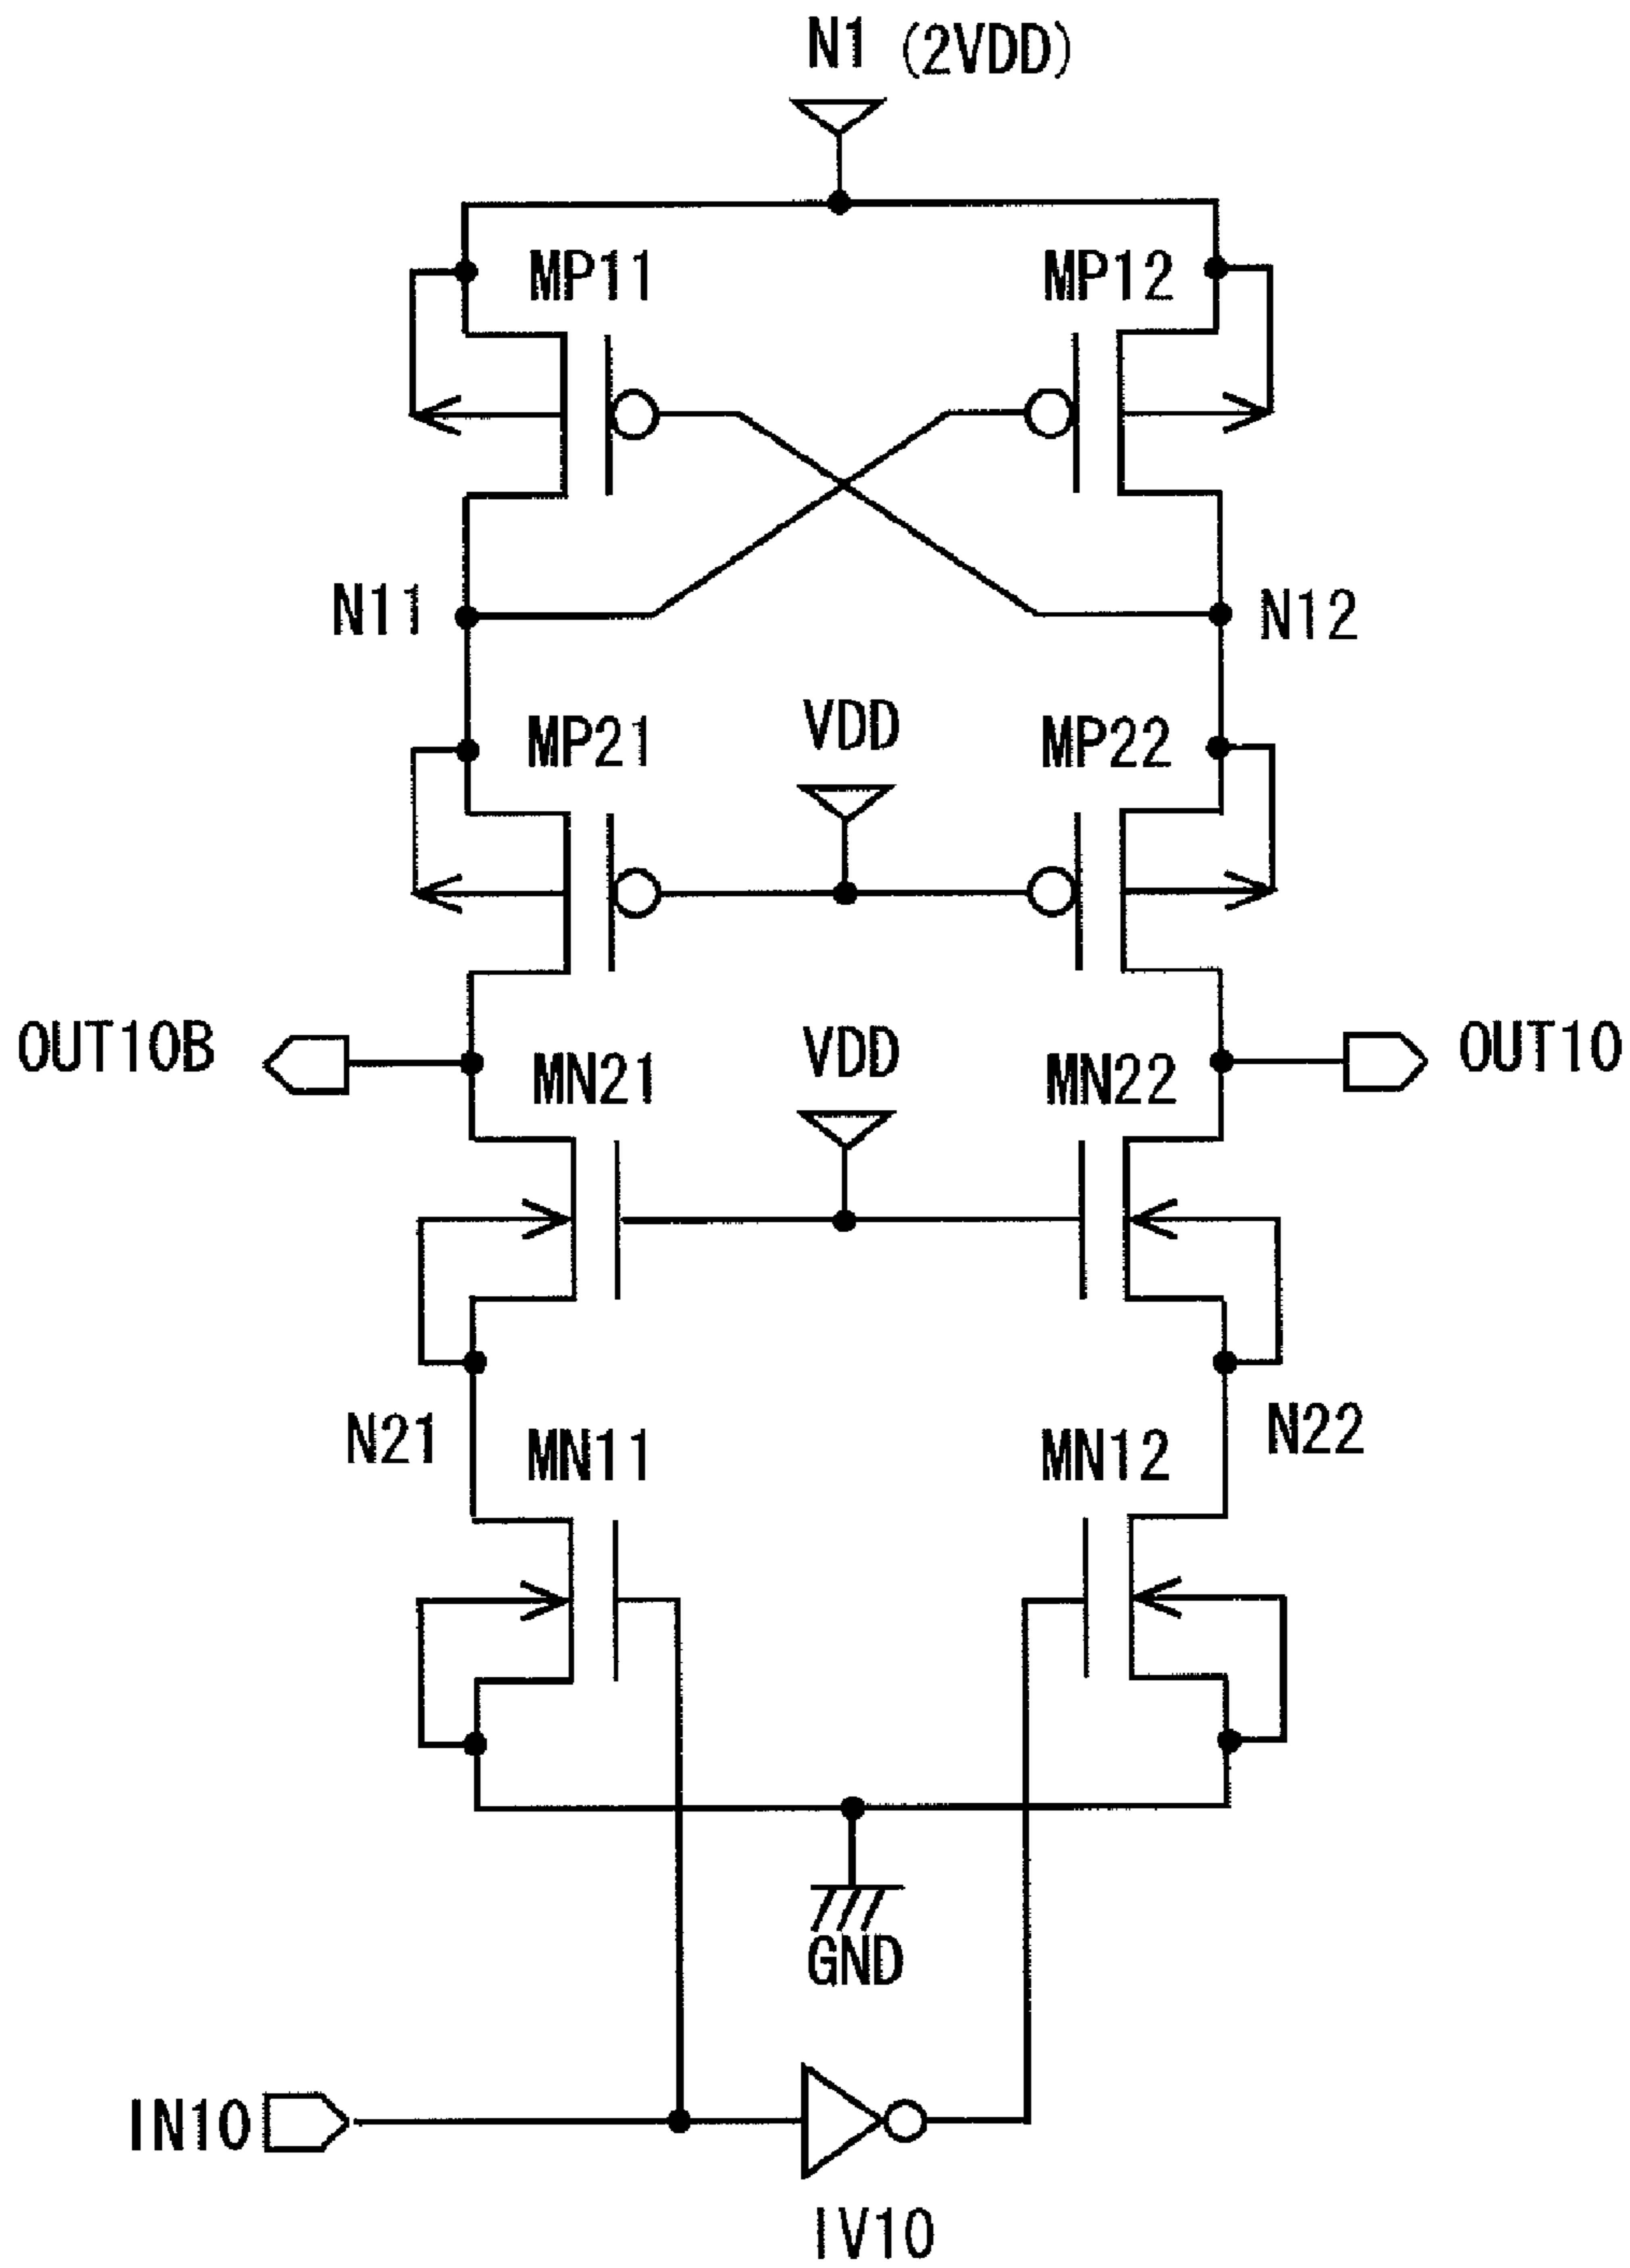 N1 (2VDD)
MP11
MP12
N11
N12
MP21
VDD
MP22
OUT10B
MN21
VDD
MN22
OUT10
N21
MN11
MN12
N22
GND
IN10
IV10